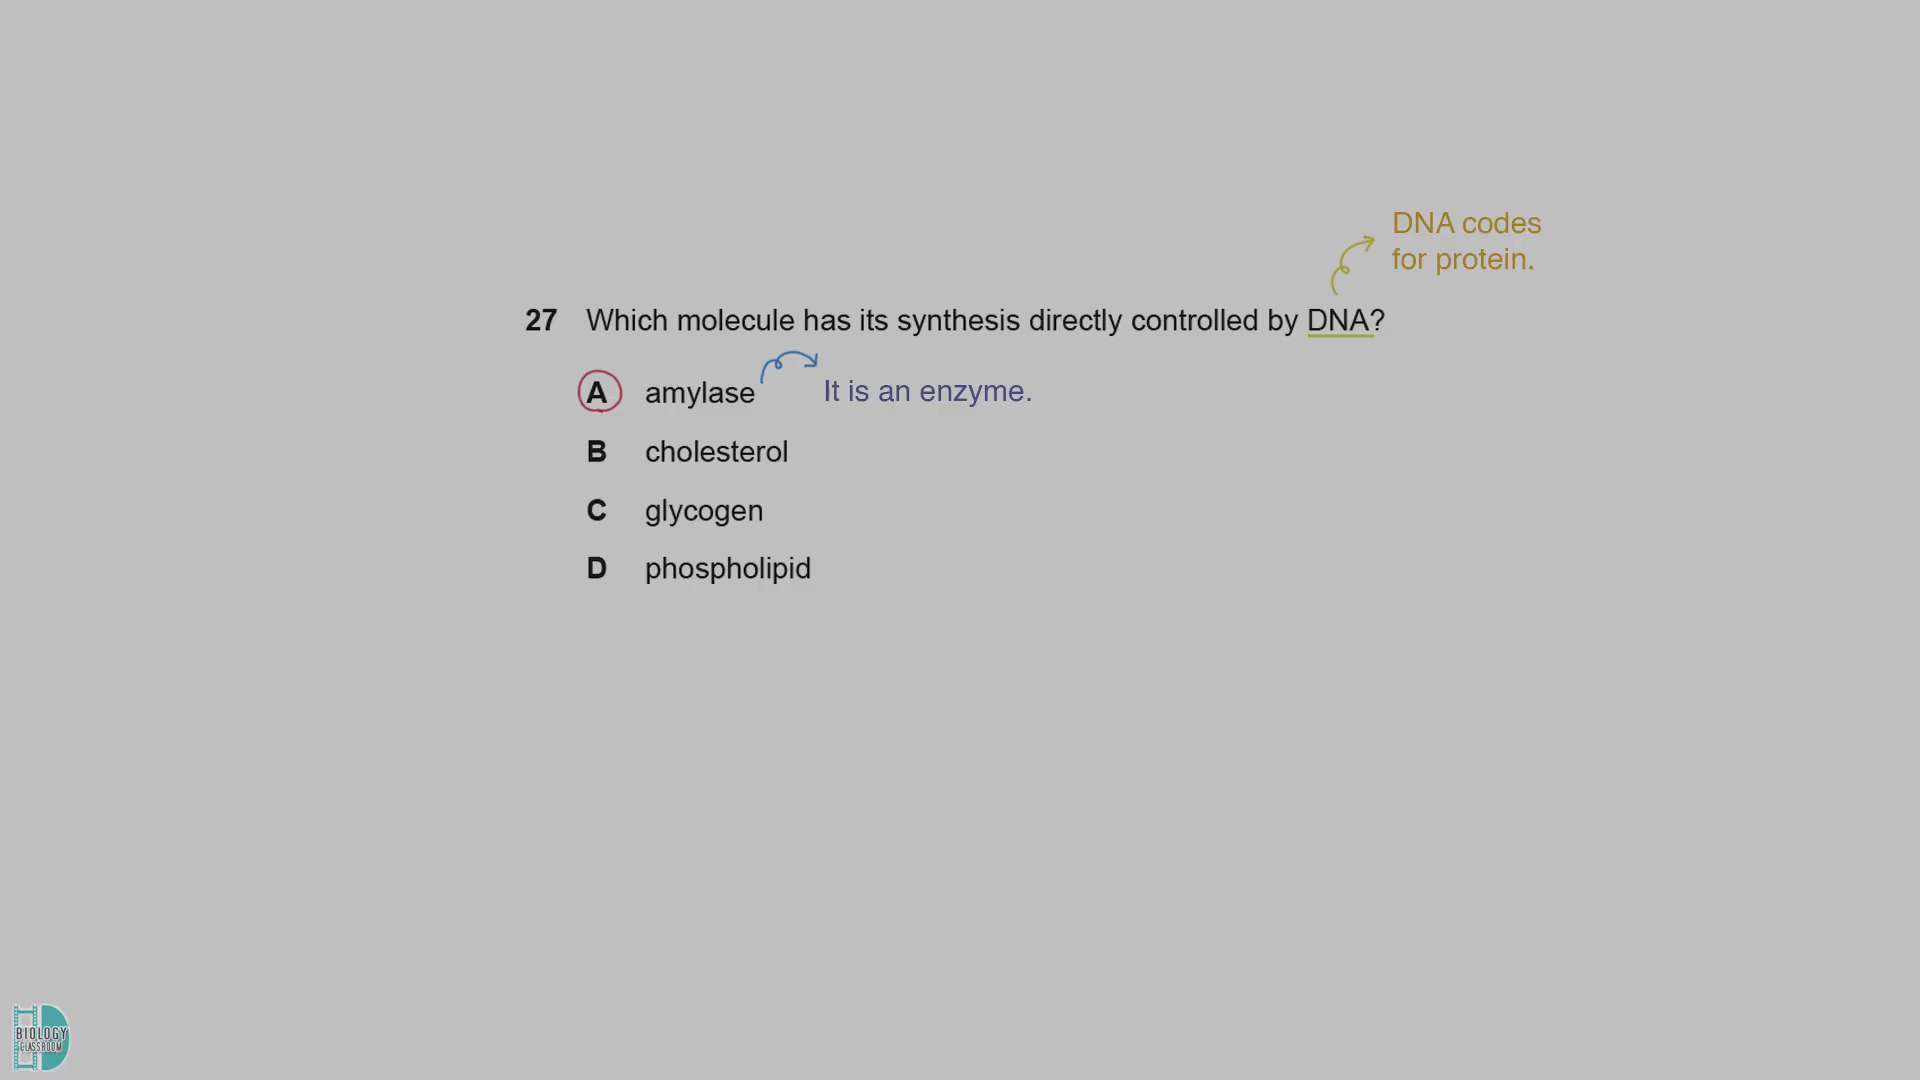 DNA codes
for protein.
27 Which molecule has its synthesis directly controlled by DNA?
A amylase It is an enzyme.
B cholesterol
C glycogen
D phospholipid
BIOLOGY
CLASSROOM